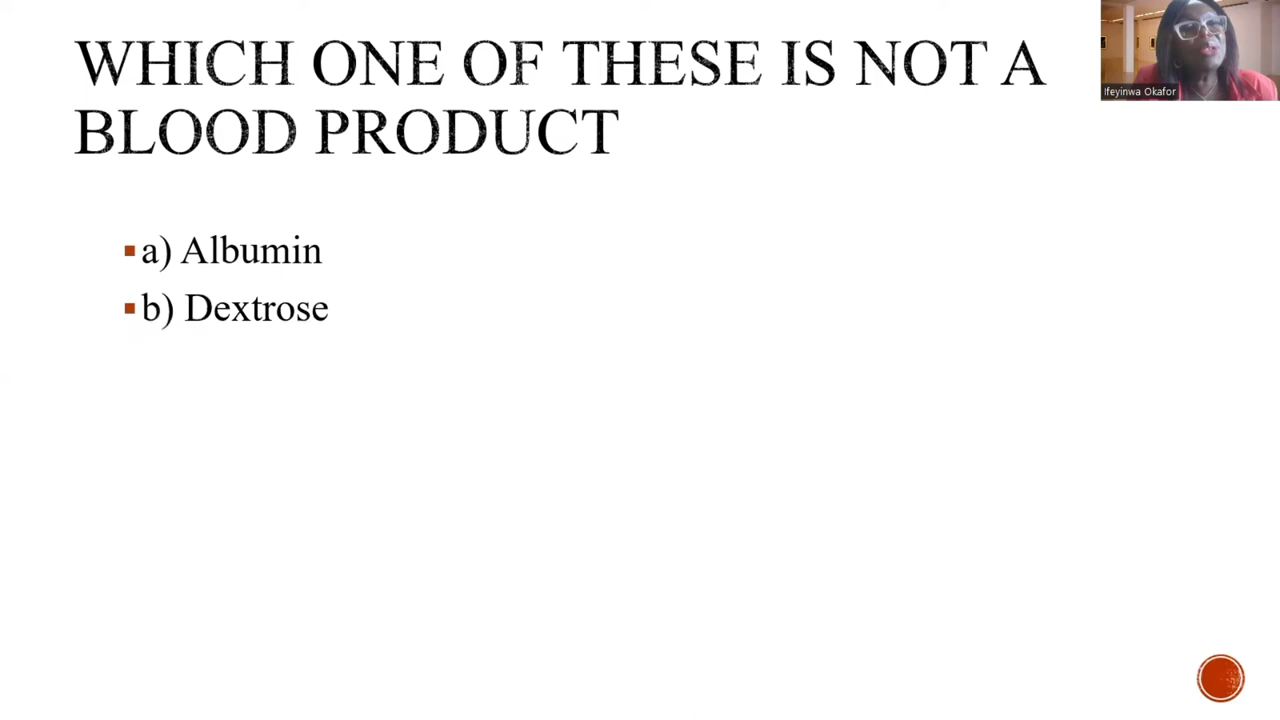 WHICH ONE OF THESE IS NOT A
BLOOD PRODUCT
Ifeyinwa Okafor
a) Albumin
b) Dextrose